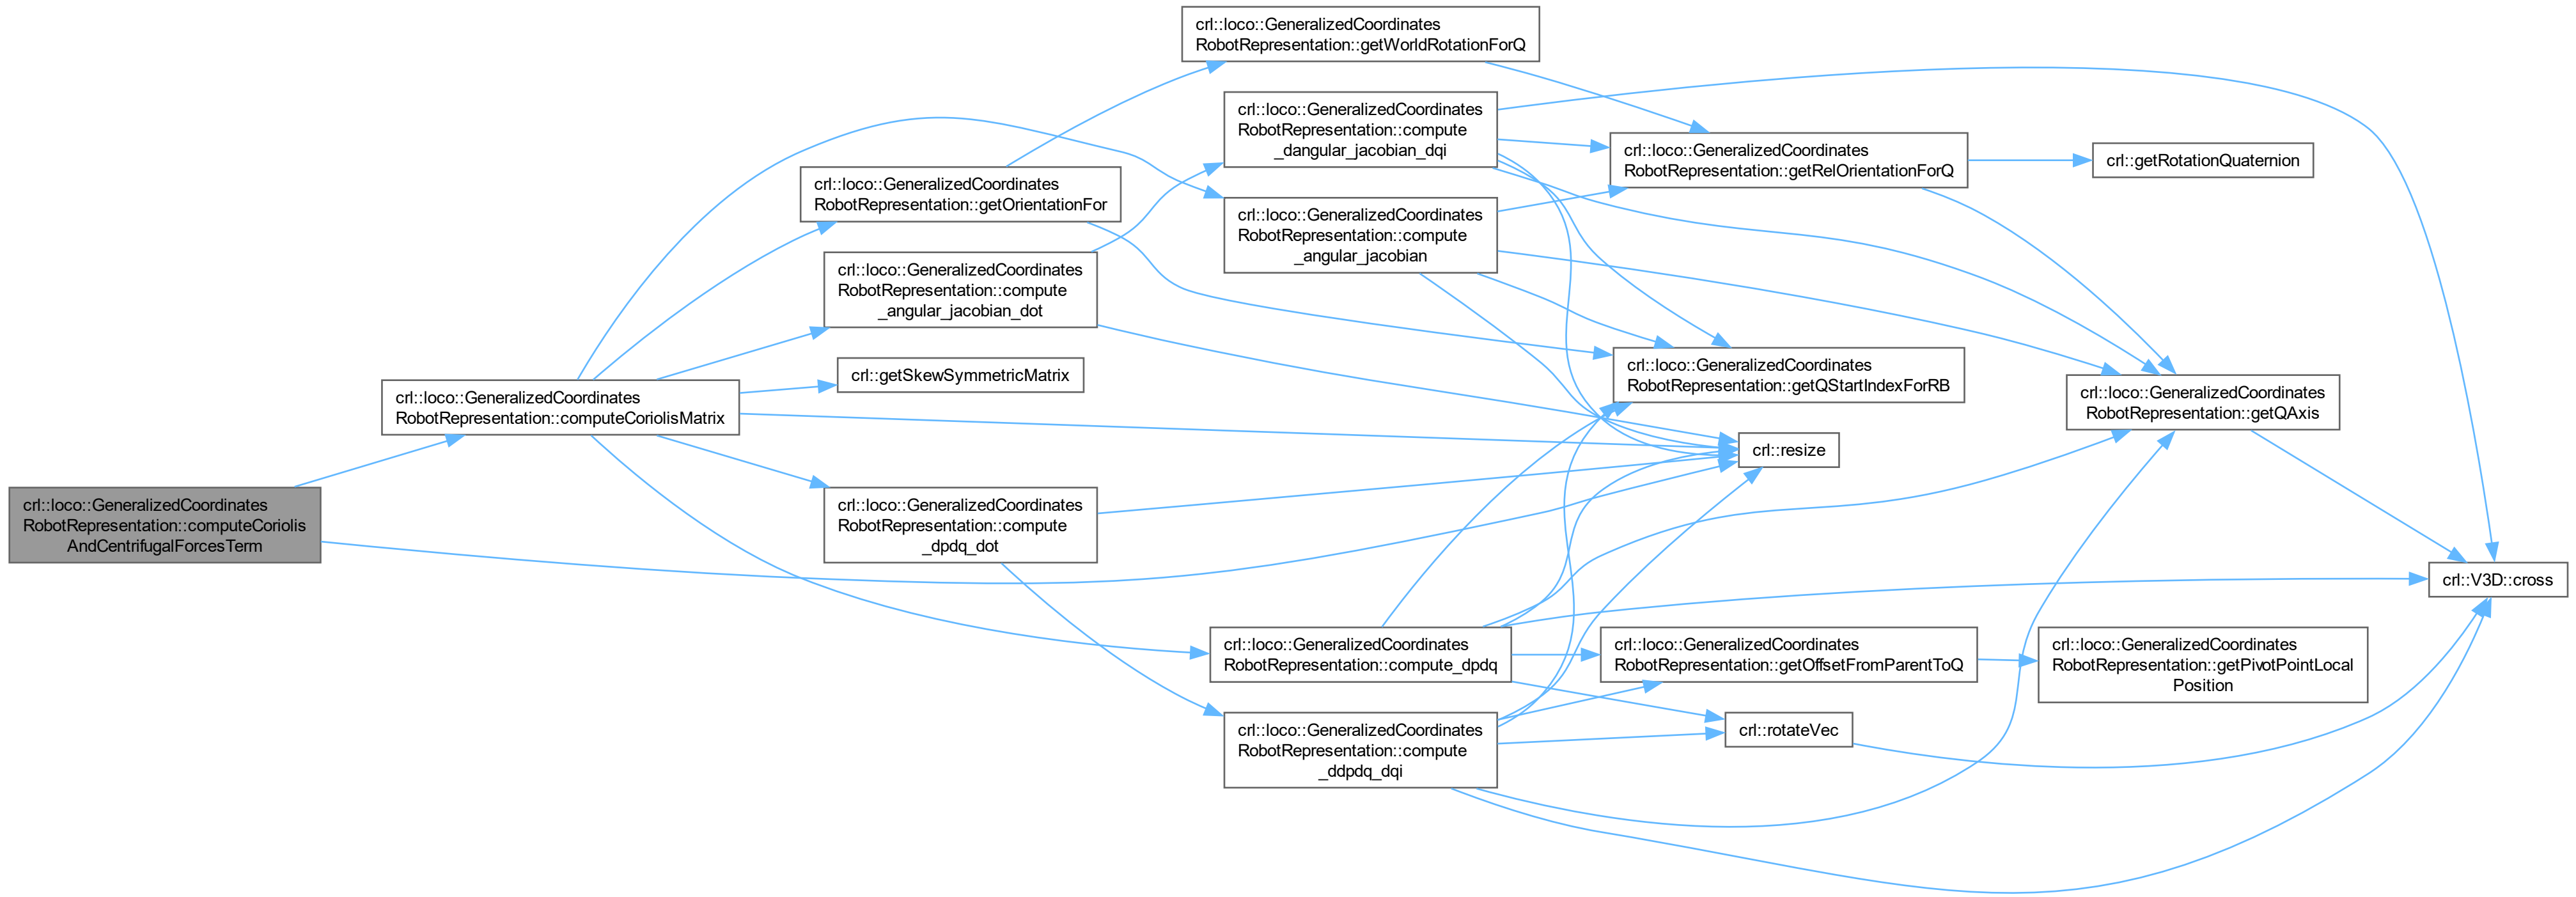 crl::loco::GeneralizedCoordinates
RobotRepresentation::computeCoriolis
AndCentrifugalForcesTerm
crl::loco::GeneralizedCoordinates
RobotRepresentation::computeCoriolisMatrix
crl::loco::GeneralizedCoordinates
RobotRepresentation::getOrientationFor
crl::loco::GeneralizedCoordinates
RobotRepresentation::compute
_angular_jacobian_dot
crl::getSkewSymmetricMatrix
crl::loco::GeneralizedCoordinates
RobotRepresentation::compute
_dpdq_dot
crl::loco::GeneralizedCoordinates
RobotRepresentation::getWorldRotationForQ
crl::loco::GeneralizedCoordinates
RobotRepresentation::compute
_dangular_jacobian_dqi
crl::loco::GeneralizedCoordinates
RobotRepresentation::compute
_angular_jacobian
crl::loco::GeneralizedCoordinates
RobotRepresentation::compute_dpdq
crl::loco::GeneralizedCoordinates
RobotRepresentation::compute
_ddpdq_dqi
crl::loco::GeneralizedCoordinates
RobotRepresentation::getRelOrientationForQ
crl::loco::GeneralizedCoordinates
RobotRepresentation::getQStartIndexForRB
crl::resize
crl::loco::GeneralizedCoordinates
RobotRepresentation::getOffsetFromParentToQ
crl::rotateVec
crl::getRotationQuaternion
crl::loco::GeneralizedCoordinates
RobotRepresentation::getQAxis
crl::loco::GeneralizedCoordinates
RobotRepresentation::getPivotPointLocal
Position
crl::V3D::cross